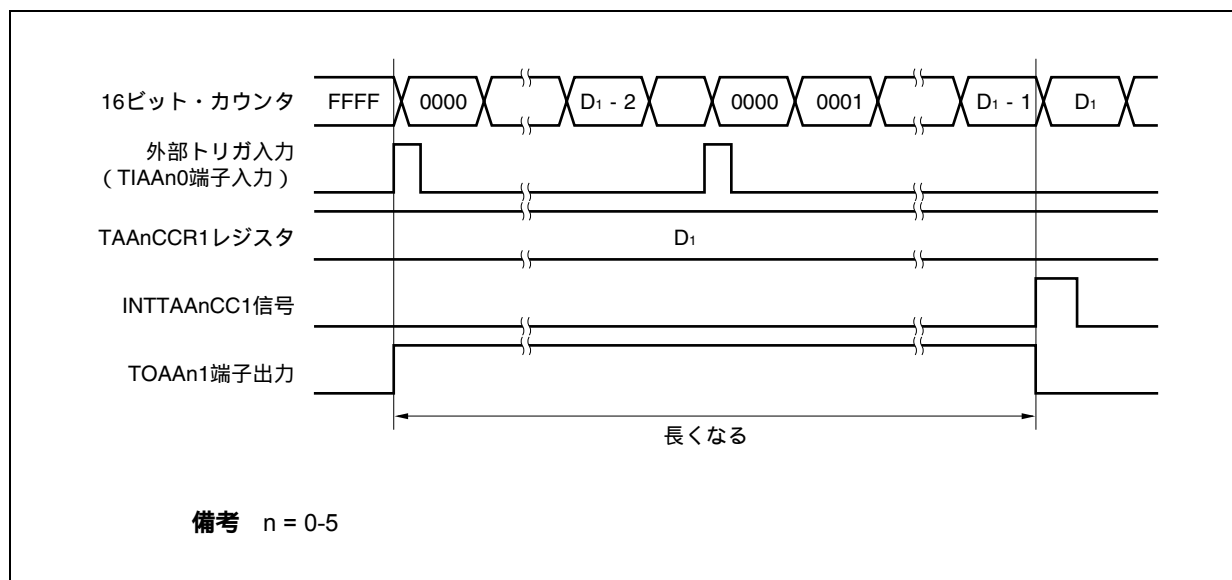 16ビット・カウンタ FFFF 0000 D₁ - 2 0000 0001 D₁ - 1 D₁
外部トリガ入力
（TIAAn0端子入力）
TAAnCCR1レジスタ D₁
INTTAAnCC1信号
TOAAn1端子出力
長くなる
備考 n = 0-5